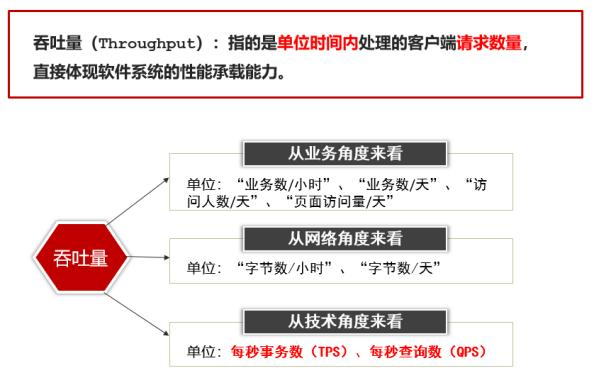 吞吐量（Throughput）：指的是单位时间内处理的客户端请求数量，
直接体现软件系统的性能承载能力。
从业务角度来看
单位：“业务数/小时”、“业务数/天”、“访
问人数/天”、“页面访问量/天”
吞吐量
从网络角度来看
单位：“字节数/小时”、“字节数/天”
从技术角度来看
单位：每秒事务数（TPS）、每秒查询数（QPS）